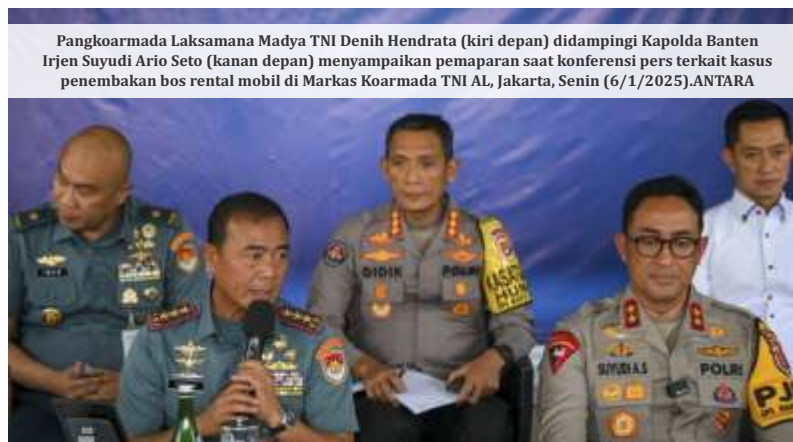 Pangkoarmada Laksamana Madya TNI Denih Hendrata (kiri depan) didampingi Kapolda Banten
Irjen Suyudi Ario Seto (kanan depan) menyampaikan pemaparan saat konferensi pers terkait kasus
penembakan bos rental mobil di Markas Koarmada TNI AL, Jakarta, Senin (6/1/2025).ANTARA
DIDIK
SUYUDI A.S
POLRI